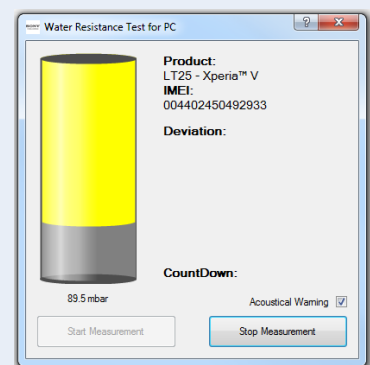 SONY
Water Resistance Test for PC
Product:
LT25 - Xperia™ V
IMEI:
004402450492933
Deviation:
CountDown:
89.5 mbar
Acoustical Warning
Start Measurement
Stop Measurement